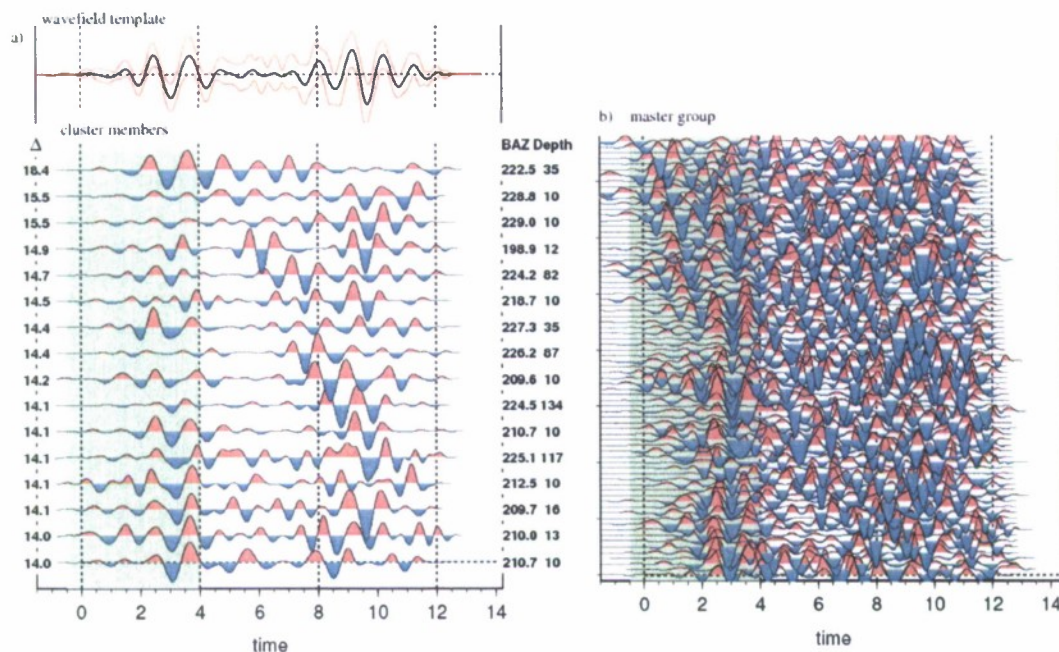 wavefield template
a)
cluster members
Δ BAZ Depth
18.4 222.5 35
15.5 228.8 10
15.5 229.0 10
14.9 198.9 12
14.7 224.2 82
14.5 218.7 10
14.4 227.3 35
14.4 226.2 87
14.2 209.6 10
14.1 224.5 134
14.1 210.7 10
14.1 225.1 117
14.1 212.5 10
14.1 209.7 16
14.0 210.0 13
14.0 210.7 10
0 2 4 6 8 10 12 14
time
b) master group
0 2 4 6 8 10 12 14
time